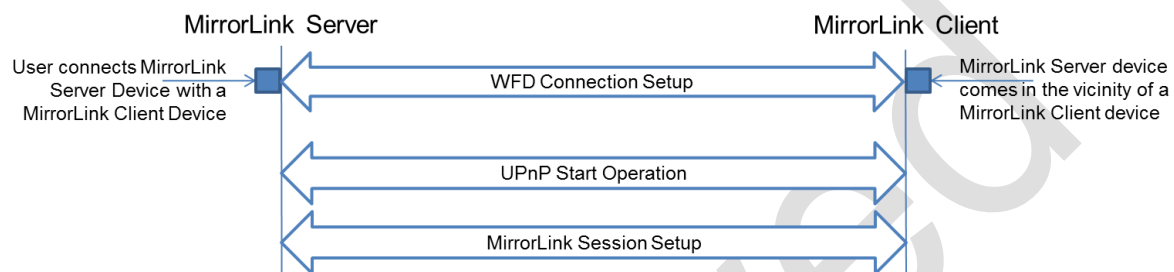 MirrorLink Server
MirrorLink Client
User connects MirrorLink
Server Device with a
MirrorLink Client Device
WFD Connection Setup
MirrorLink Server device
comes in the vicinity of a
MirrorLink Client device
UPnP Start Operation
MirrorLink Session Setup